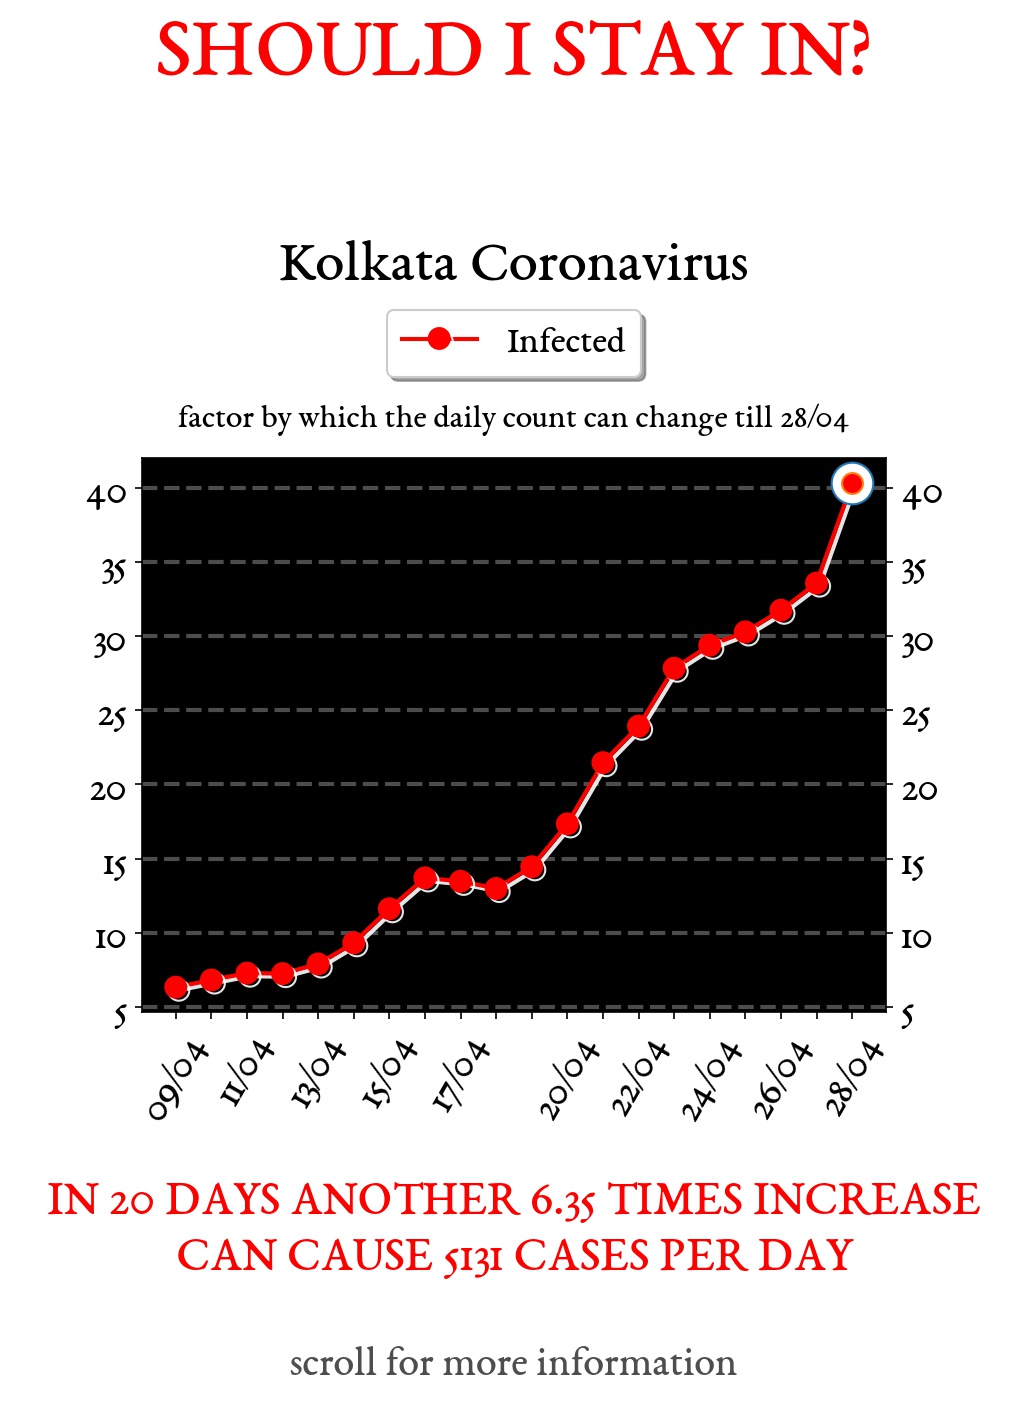 SHOULD I STAY IN?
Kolkata Coronavirus
Infected
factor by which the daily count can change till 28/04
40 40
35 35
30 30
25 25
20 20
15 15
10 10
5 5
09/04 11/04 13/04 15/04 17/04 20/04 22/04 24/04 26/04 28/04
IN 20 DAYS ANOTHER 6.35 TIMES INCREASE
CAN CAUSE 5131 CASES PER DAY
scroll for more information